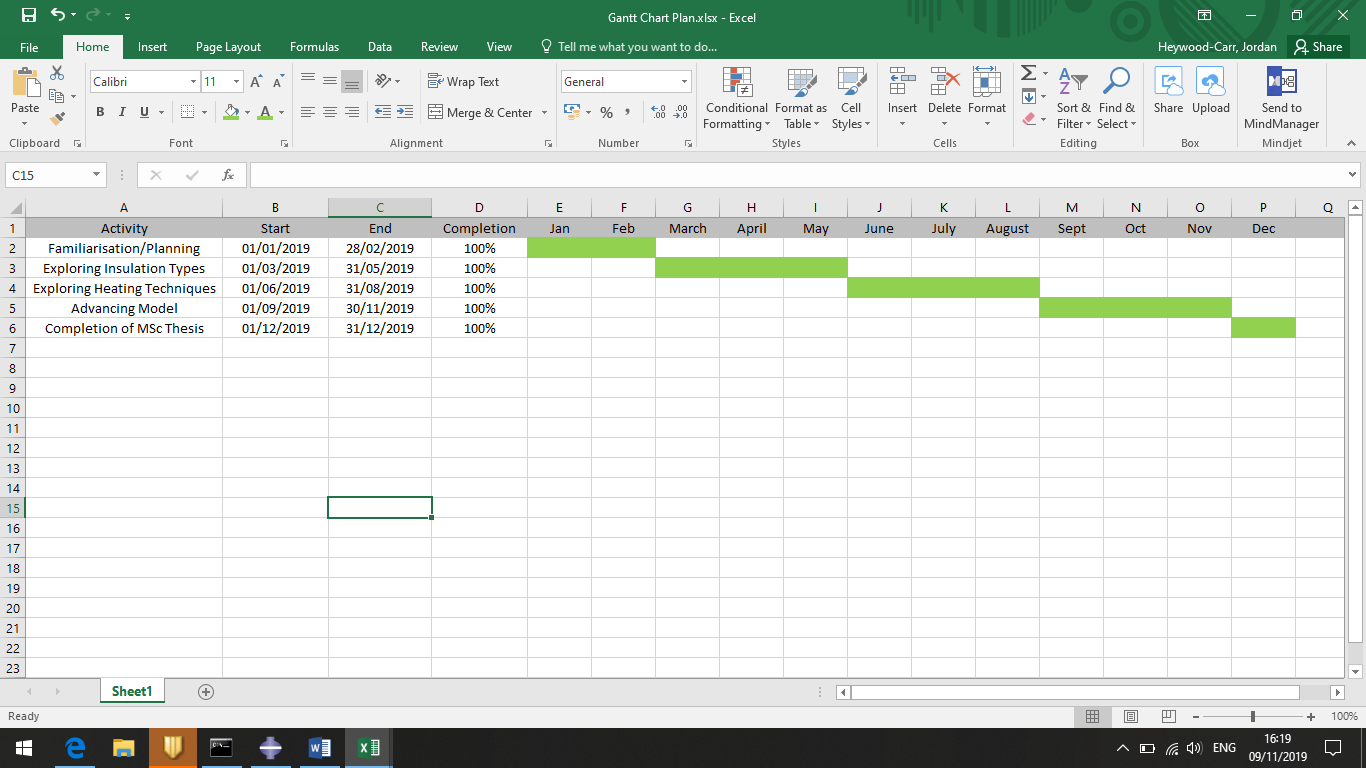 Gantt Chart Plan.xlsx - Excel
File Home Insert Page Layout Formulas Data Review View Tell me what you want to do... Heywood-Carr, Jordan Share
Paste Calibri 11 A A Wrap Text General Conditional Formatting Format as Table Cell Styles Insert Delete Format Sort & Filter Find & Select Share Upload Send to MindManager
B I U A Merge & Center % ,
Clipboard Font Alignment Number Styles Cells Editing Box Mindjet
C15 fx
A B C D E F G H I J K L M N O P Q
1 Activity Start End Completion Jan Feb March April May June July August Sept Oct Nov Dec
2 Familiarisation/Planning 01/01/2019 28/02/2019 100%
3 Exploring Insulation Types 01/03/2019 31/05/2019 100%
4 Exploring Heating Techniques 01/06/2019 31/08/2019 100%
5 Advancing Model 01/09/2019 30/11/2019 100%
6 Completion of MSc Thesis 01/12/2019 31/12/2019 100%
7
8
9
10
11
12
13
14
15
16
17
18
19
20
21
22
23
Sheet1
Ready 100%
ENG 16:19
09/11/2019